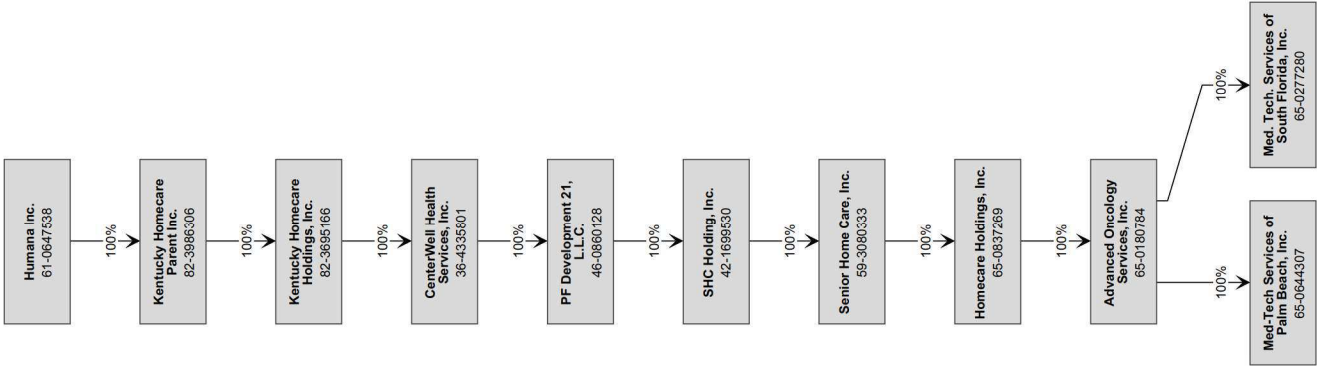 Humana Inc.
61-0647538
100%
Kentucky Homecare
Parent Inc.
82-3986306
100%
Kentucky Homecare
Holdings, Inc.
82-3695166
100%
CenterWell Health
Services, Inc.
36-4335801
100%
PF Development 21,
L.L.C.
46-0860128
100%
SHC Holding, Inc.
42-1699530
100%
Senior Home Care, Inc.
59-3080333
100%
Homecare Holdings, Inc.
65-0837269
100%
Advanced Oncology
Services, Inc.
65-0180784
100%
Med-Tech Services of
Palm Beach, Inc.
65-0644307
100%
Med. Tech. Services of
South Florida, Inc.
65-0277280